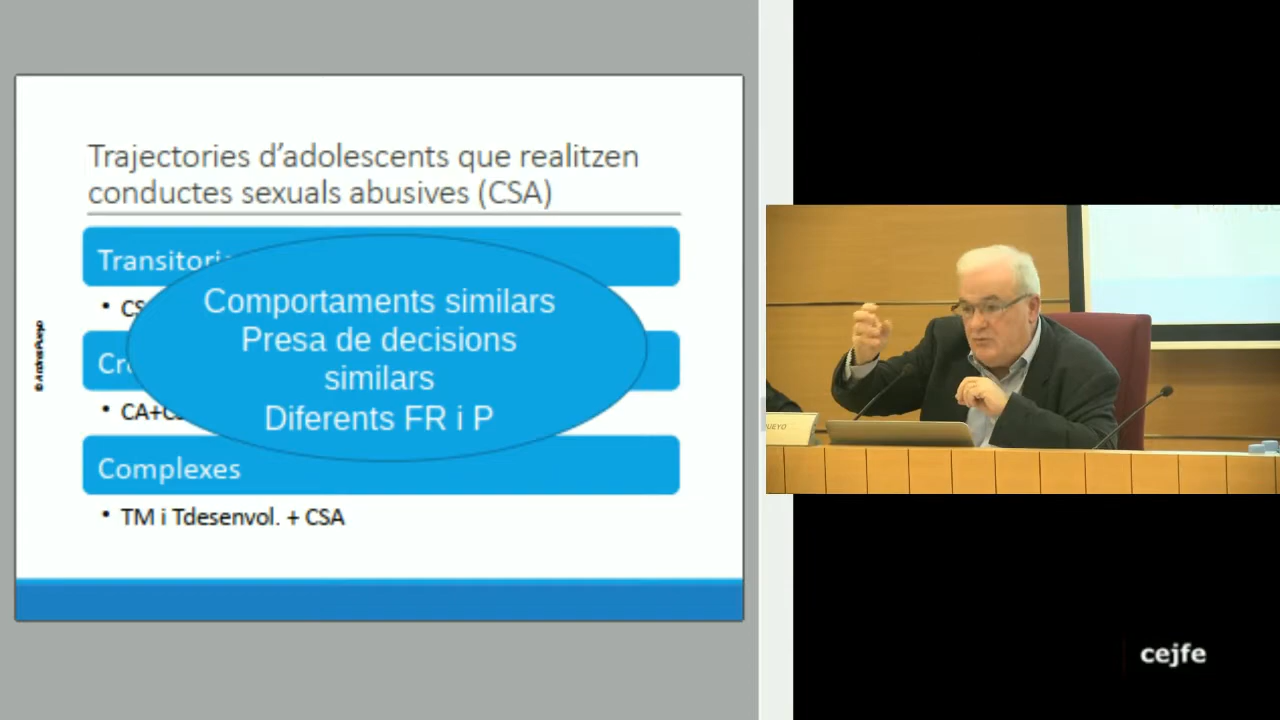 Trajectories d'adolescents que realitzen
conductes sexuals abusives (CSA)
Comportaments similars
Presa de decisions
similars
Diferents FR i P
Complexes
• TM i Tdesenvol. + CSA
cejfe